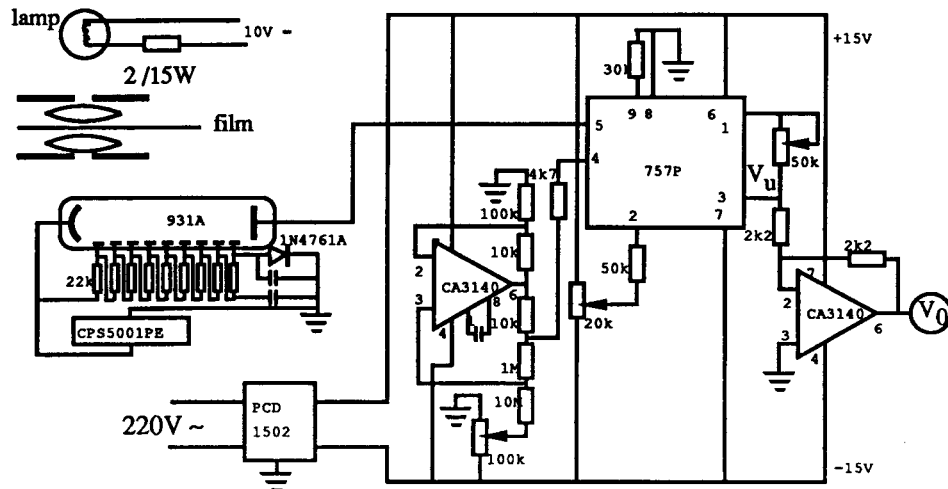 lamp
10V =
2 /15W
film
931A
1N4761A
22k
CPS5001PE
220V ~
PCD
1502
4k7
100k
10k
2
CA3140
6
8
3
4
10k
1M
10M
100k
+15V
30k
9
8
6
5
1
4
757P
3
2
7
Vu
50k
50k
20k
2k2
2k2
7
2
CA3140
6
3
4
V0
-15V